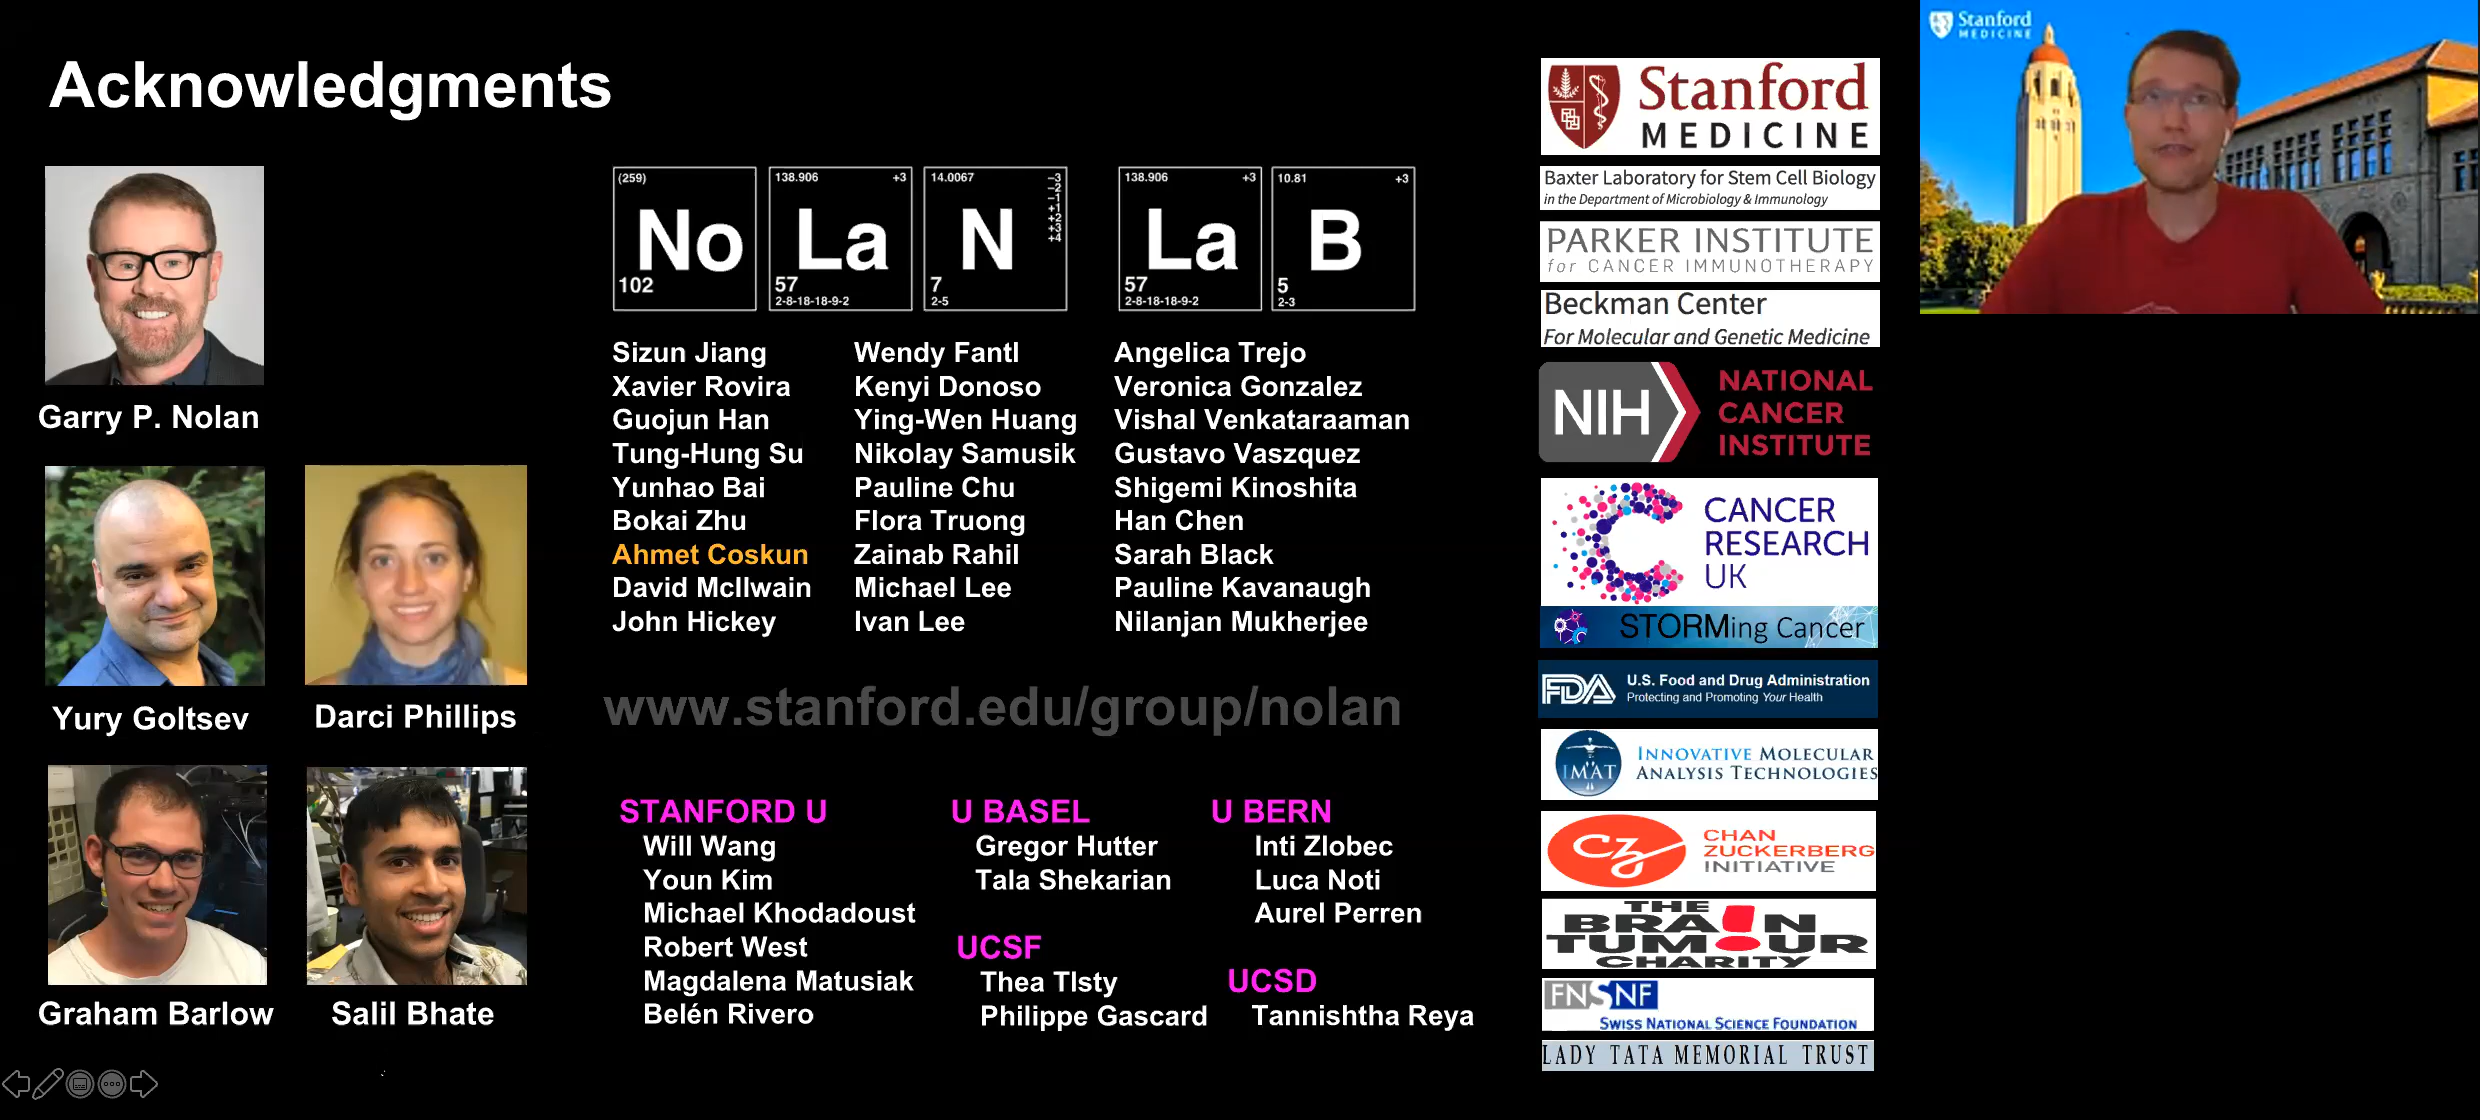 Acknowledgments
Garry P. Nolan
Yury Goltsev
Darci Phillips
Graham Barlow
Salil Bhate
(259)
No
102
138.906 +3
La
57
2-8-18-18-9-2
14.0067
-3
-2
-1
+1
+2
+3
+4
N
7
2-5
138.906 +3
La
57
2-8-18-18-9-2
10.81 +3
B
5
2-3
Sizun Jiang
Xavier Rovira
Guojun Han
Tung-Hung Su
Yunhao Bai
Bokai Zhu
Ahmet Coskun
David McIlwain
John Hickey
Wendy Fantl
Kenyi Donoso
Ying-Wen Huang
Nikolay Samusik
Pauline Chu
Flora Truong
Zainab Rahil
Michael Lee
Ivan Lee
Angelica Trejo
Veronica Gonzalez
Vishal Venkataraaman
Gustavo Vaszquez
Shigemi Kinoshita
Han Chen
Sarah Black
Pauline Kavanaugh
Nilanjan Mukherjee
www.stanford.edu/group/nolan
STANFORD U
Will Wang
Youn Kim
Michael Khodadoust
Robert West
Magdalena Matusiak
Belén Rivero
U BASEL
Gregor Hutter
Tala Shekarian
UCSF
Thea Tlsty
Philippe Gascard
U BERN
Inti Zlobec
Luca Noti
Aurel Perren
UCSD
Tannishtha Reya
Stanford
MEDICINE
Baxter Laboratory for Stem Cell Biology
in the Department of Microbiology & Immunology
PARKER INSTITUTE
for CANCER IMMUNOTHERAPY
Beckman Center
For Molecular and Genetic Medicine
NIH
NATIONAL
CANCER
INSTITUTE
CANCER
RESEARCH
UK
STORMing Cancer
FDA
U.S. Food and Drug Administration
Protecting and Promoting Your Health
IMAT
INNOVATIVE MOLECULAR
ANALYSIS TECHNOLOGIES
CZ
CHAN
ZUCKERBERG
INITIATIVE
THE
BRAIN
TUMOUR
CHARITY
FNSNF
SWISS NATIONAL SCIENCE FOUNDATION
LADY TATA MEMORIAL TRUST
Stanford
MEDICINE